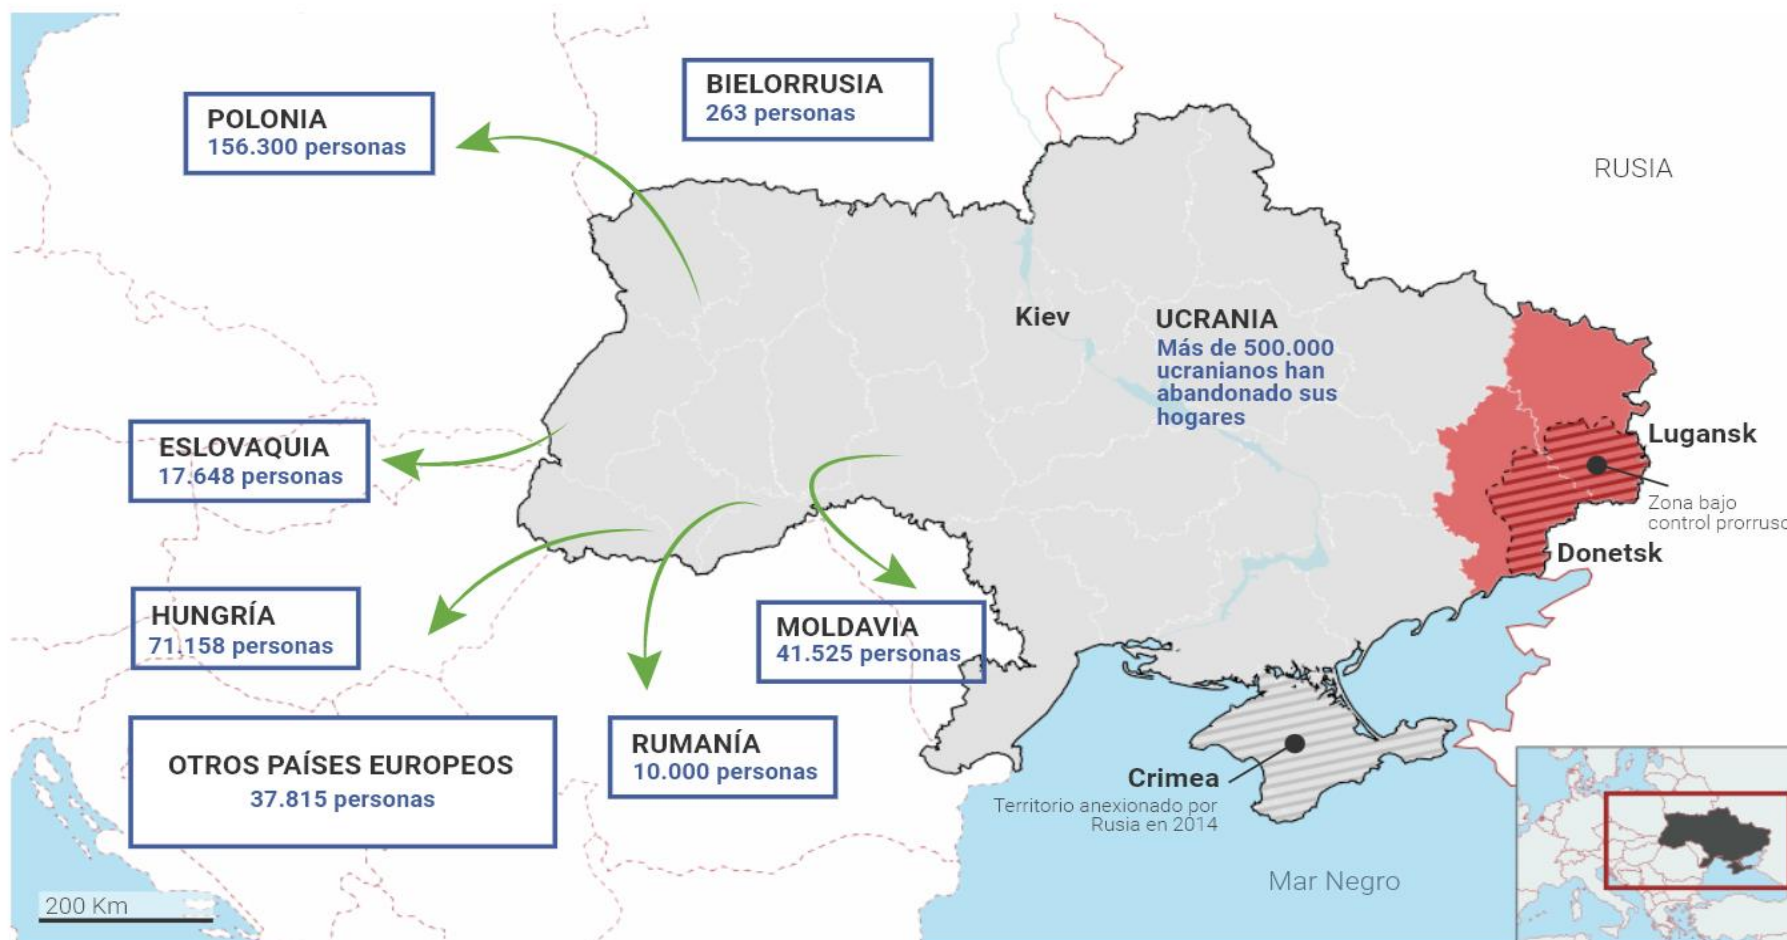 BIELORRUSIA
263 personas
POLONIA
156.300 personas
RUSIA
Kiev
UCRANIA
Más de 500.000
ucranianos han
abandonado sus
hogares
ESLOVAQUIA
17.648 personas
Lugansk
Zona bajo
control prorruso
Donetsk
HUNGRÍA
71.158 personas
MOLDAVIA
41.525 personas
OTROS PAÍSES EUROPEOS
37.815 personas
RUMANÍA
10.000 personas
Crimea
Territorio anexionado por
Rusia en 2014
Mar Negro
200 Km